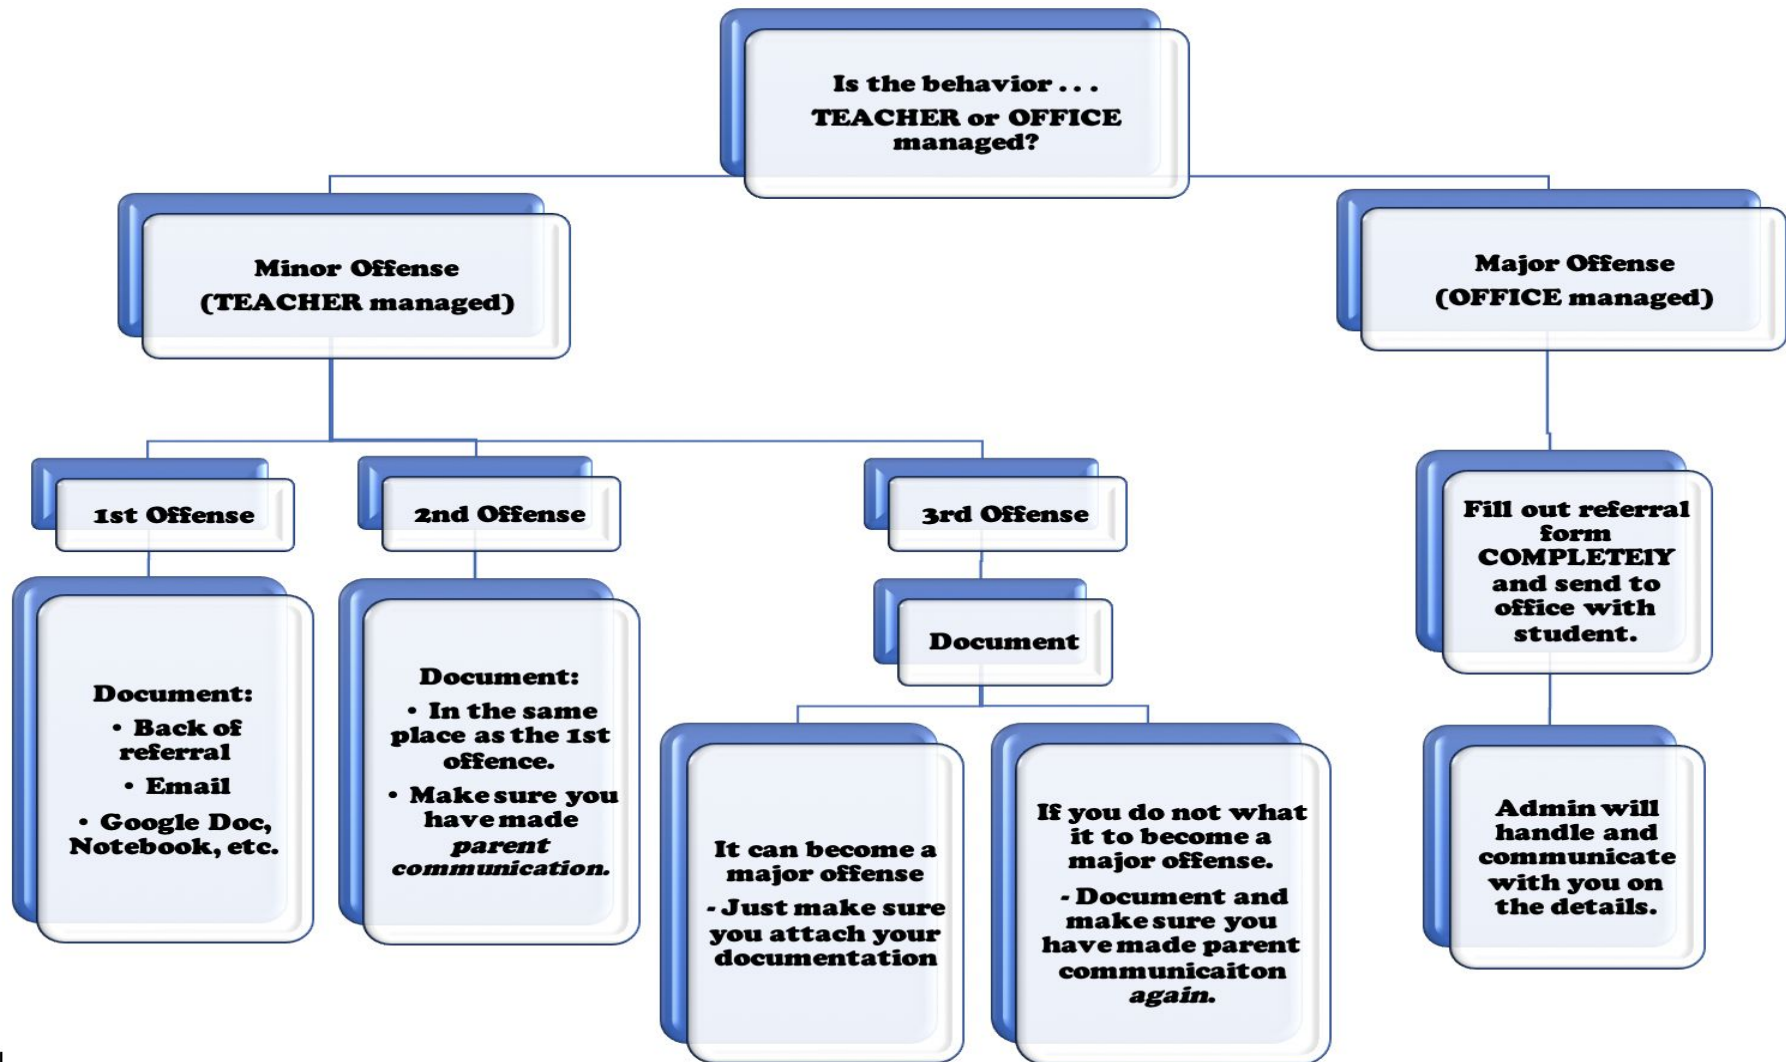 Is the behavior . . .
TEACHER or OFFICE
managed?
Minor Offense
(TEACHER managed)
Major Offense
(OFFICE managed)
1st Offense
2nd Offense
3rd Offense
Document:
• Back of
referral
• Email
• Google Doc,
Notebook, etc.
Document:
• In the same
place as the 1st
offence.
• Make sure you
have made
parent
communication.
Document
It can become a
major offense
- Just make sure
you attach your
documentation
If you do not what
it to become a
major offense.
- Document and
make sure you
have made parent
communicaiton
again.
Fill out referral
form
COMPLETElY
and send to
office with
student.
Admin will
handle and
communicate
with you on
the details.